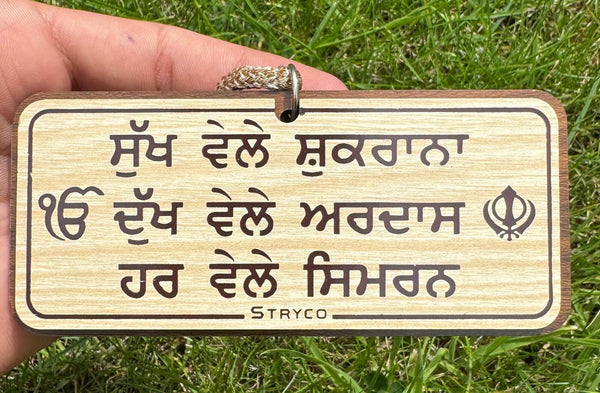 ਸੁੱਖ ਵੇਲੇ ਸ਼ੁਕਰਾਨਾ
ੴ ਦੁੱਖ ਵੇਲੇ ਅਰਦਾਸ ☬
ਹਰ ਵੇਲੇ ਸਿਮਰਨ
STRYCO